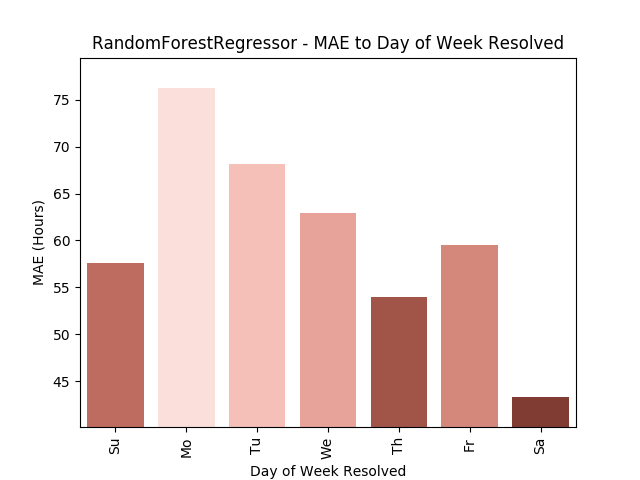 RandomForestRegressor - MAE to Day of Week Resolved
MAE (Hours)
75
70
65
60
55
50
45
Su
Mo
Tu
We
Th
Fr
Sa
Day of Week Resolved